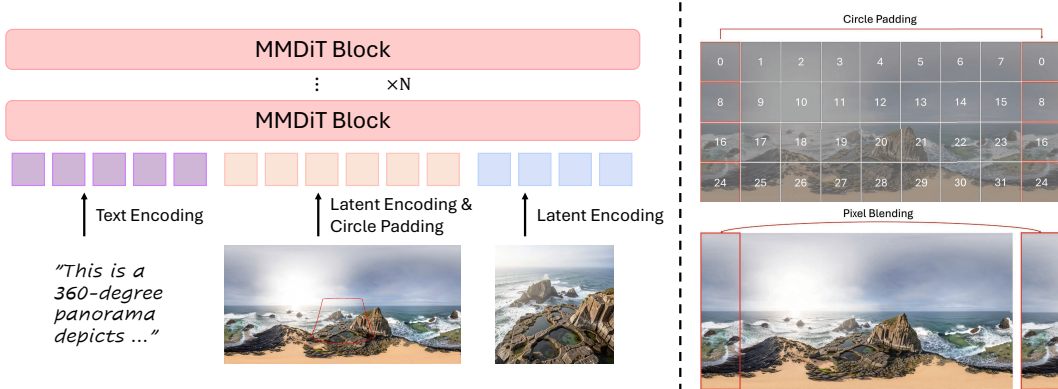 MMDiT Block
⋮ ×N
MMDiT Block
Text Encoding
Latent Encoding &
Circle Padding
Latent Encoding
"This is a
360-degree
panorama
depicts ..."
Circle Padding
0 1 2 3 4 5 6 7 0
8 9 10 11 12 13 14 15 8
16 17 18 19 20 21 22 23 16
24 25 26 27 28 29 30 31 24
Pixel Blending